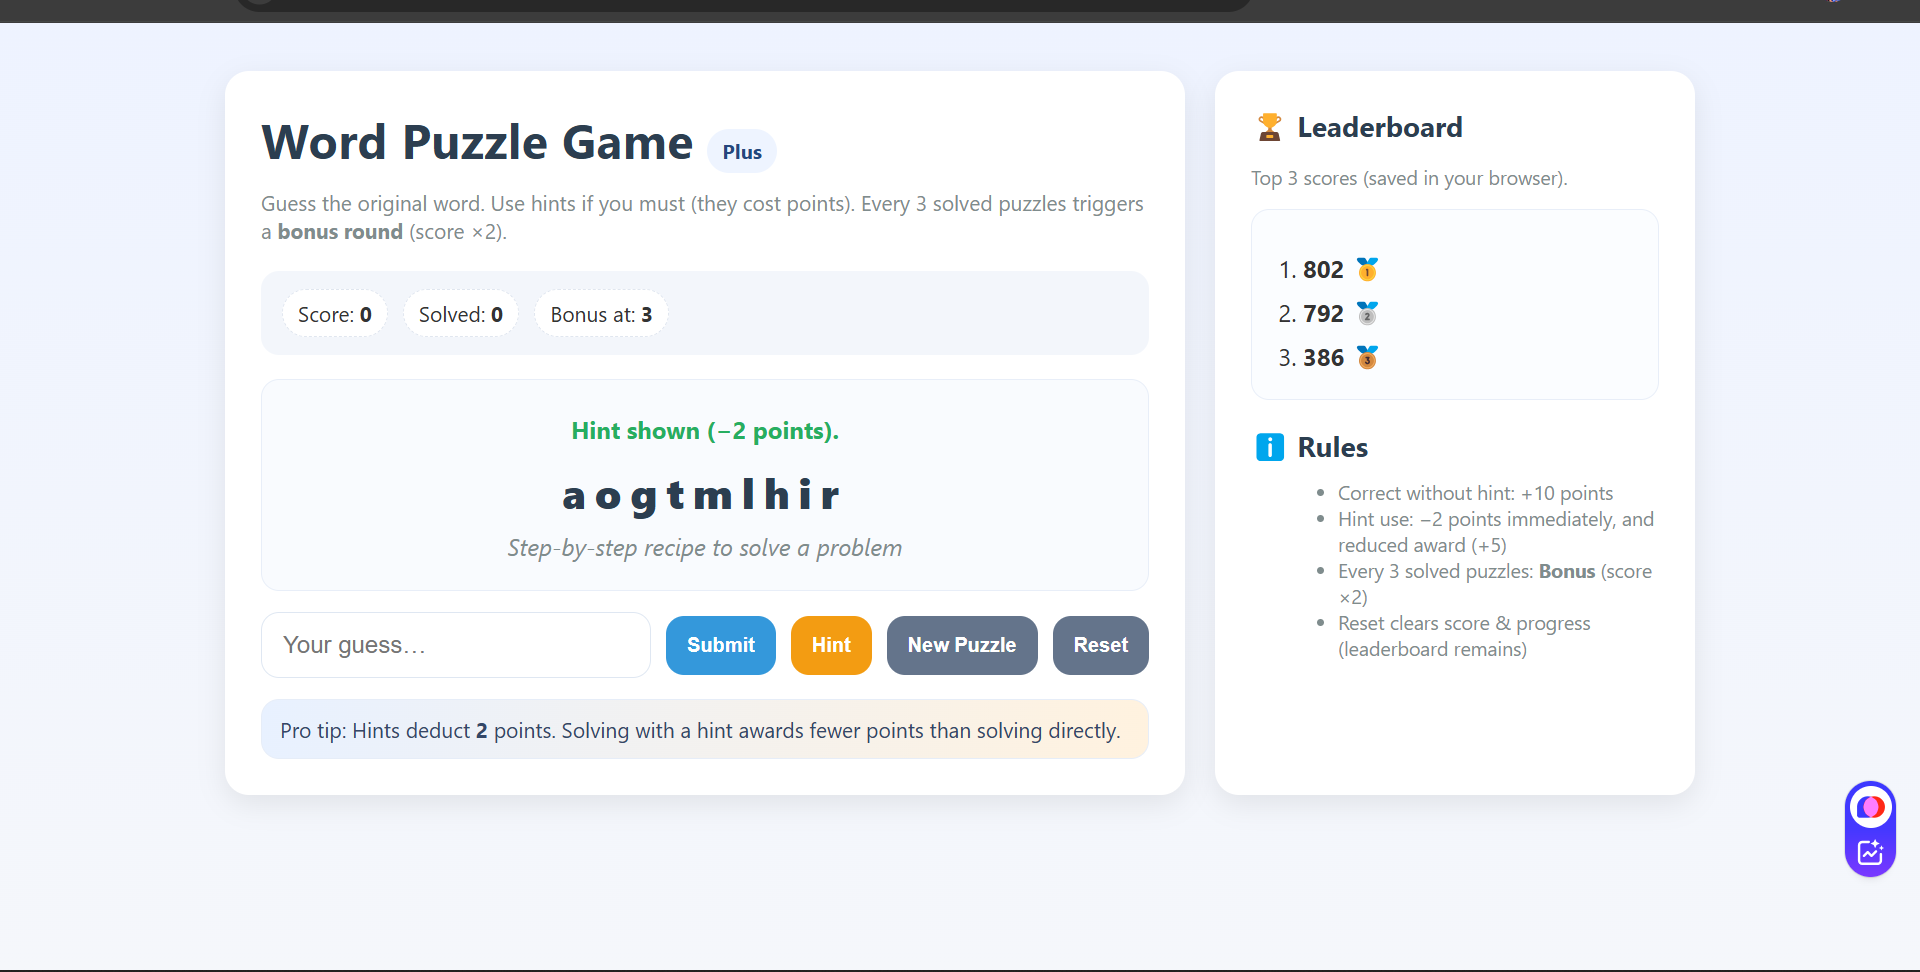 Word Puzzle Game Plus
Guess the original word. Use hints if you must (they cost points). Every 3 solved puzzles triggers
a bonus round (score ×2).
Score: 0 Solved: 0 Bonus at: 3
Hint shown (−2 points).
aogtmlhir
Step-by-step recipe to solve a problem
Your guess… Submit Hint New Puzzle Reset
Pro tip: Hints deduct 2 points. Solving with a hint awards fewer points than solving directly.
Leaderboard
Top 3 scores (saved in your browser).
1. 802
2. 792
3. 386
Rules
Correct without hint: +10 points
Hint use: −2 points immediately, and
reduced award (+5)
Every 3 solved puzzles: Bonus (score
×2)
Reset clears score & progress
(leaderboard remains)